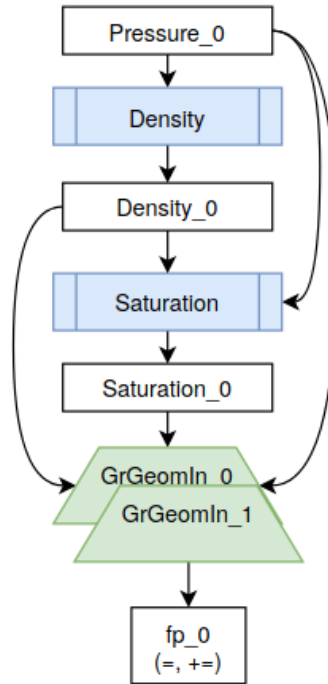 Pressure_0
Density
Density_0
Saturation
Saturation_0
GrGeomIn_0
GrGeomIn_1
fp_0
(=, +=)